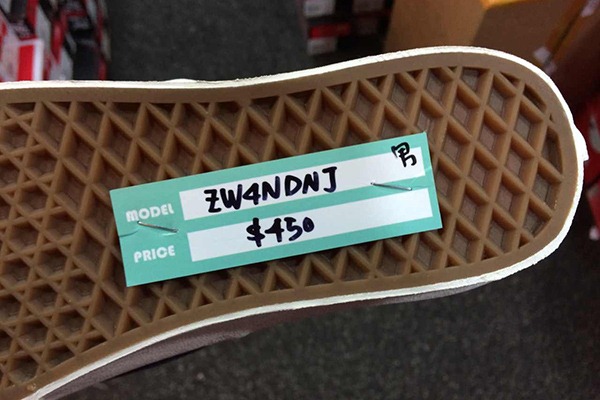 男
MODEL ZW4NDNJ
PRICE $450